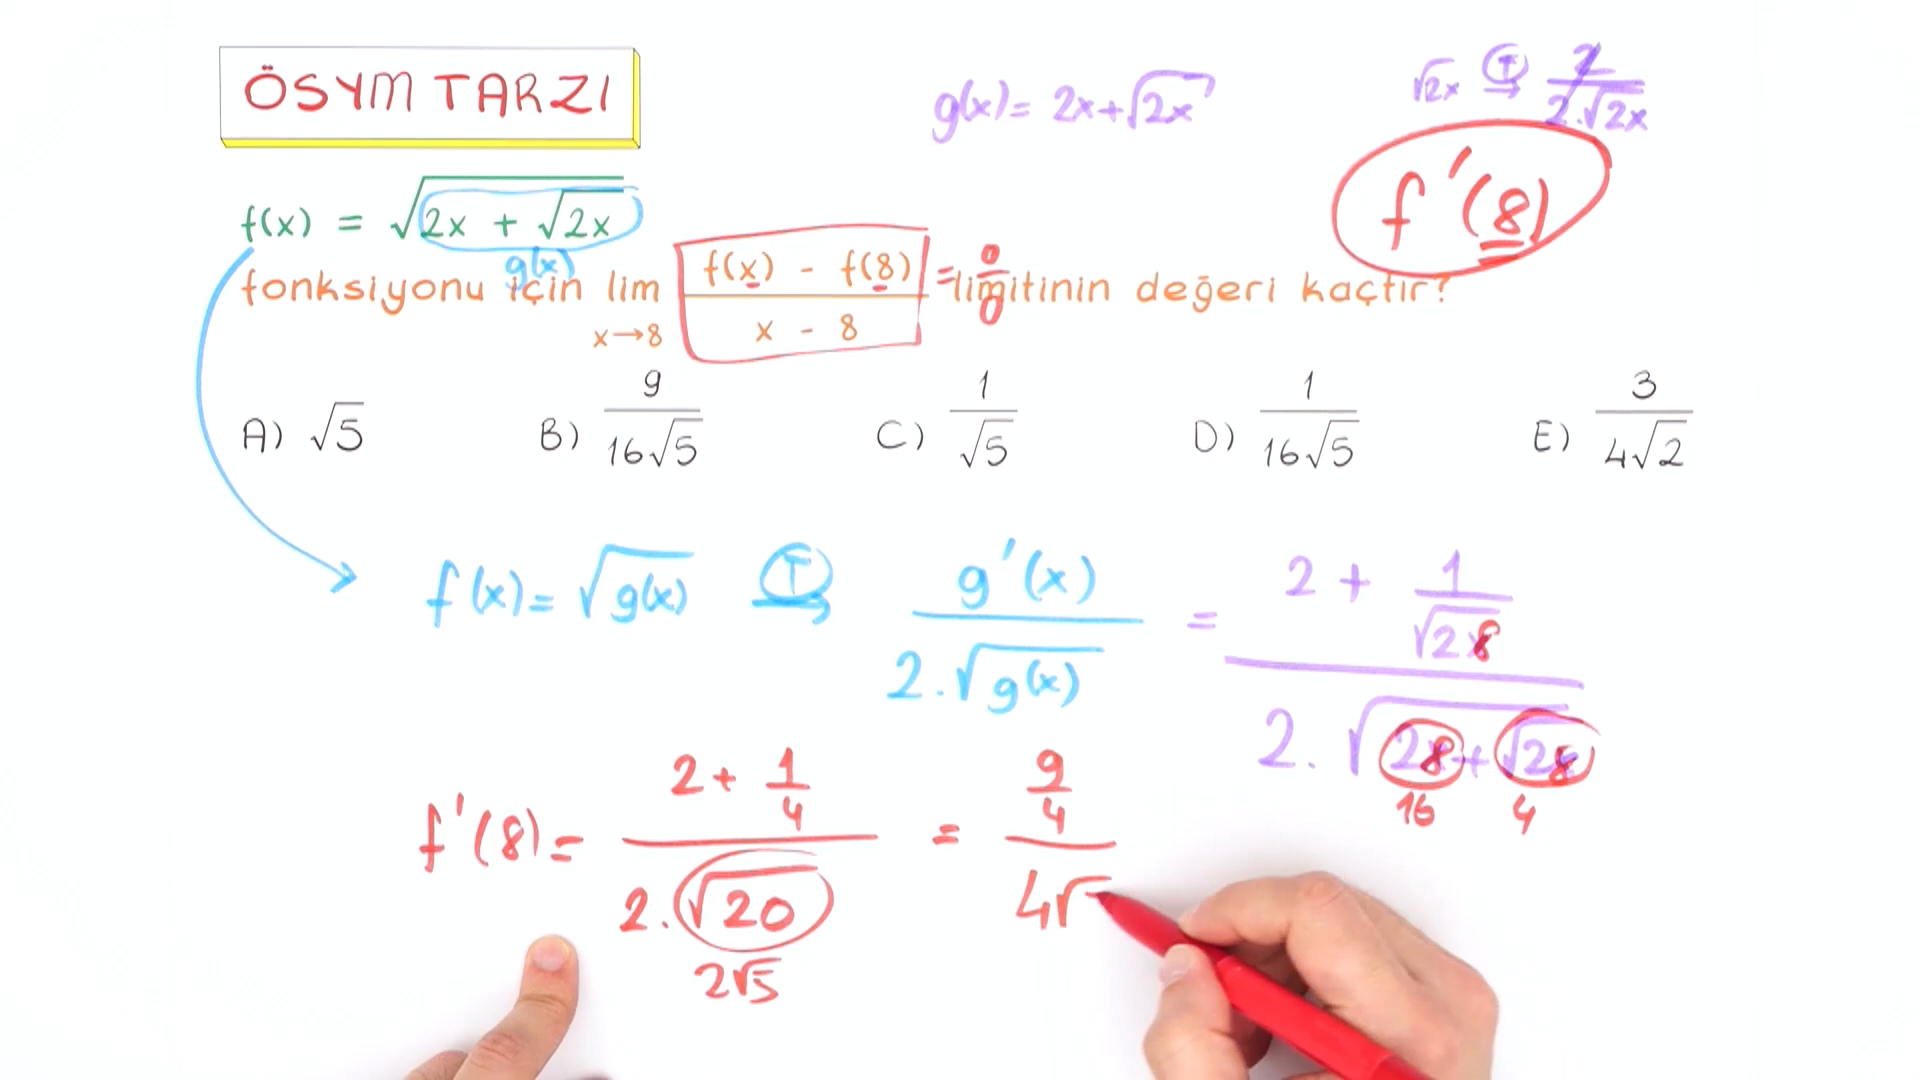 ÖSYM TARZI
g(x) = 2x + √2x
√2x T → 2 / 2.√2x
f'(8)
f(x) = √(2x + √2x)
g(x)
fonksiyonu için lim x→8 (f(x) - f(8)) / (x - 8) = 0/0 limitinin değeri kaçtır?
A) √5 B) 9 / 16√5 C) 1 / √5 D) 1 / 16√5 E) 3 / 4√2
f(x) = √g(x) T → g'(x) / 2.√g(x) = (2 + 1/√2.8) / 2.√(2.8 + √2.8)
16 4
f'(8) = (2 + 1/4) / 2.√20 = (9/4) / 4√
2√5